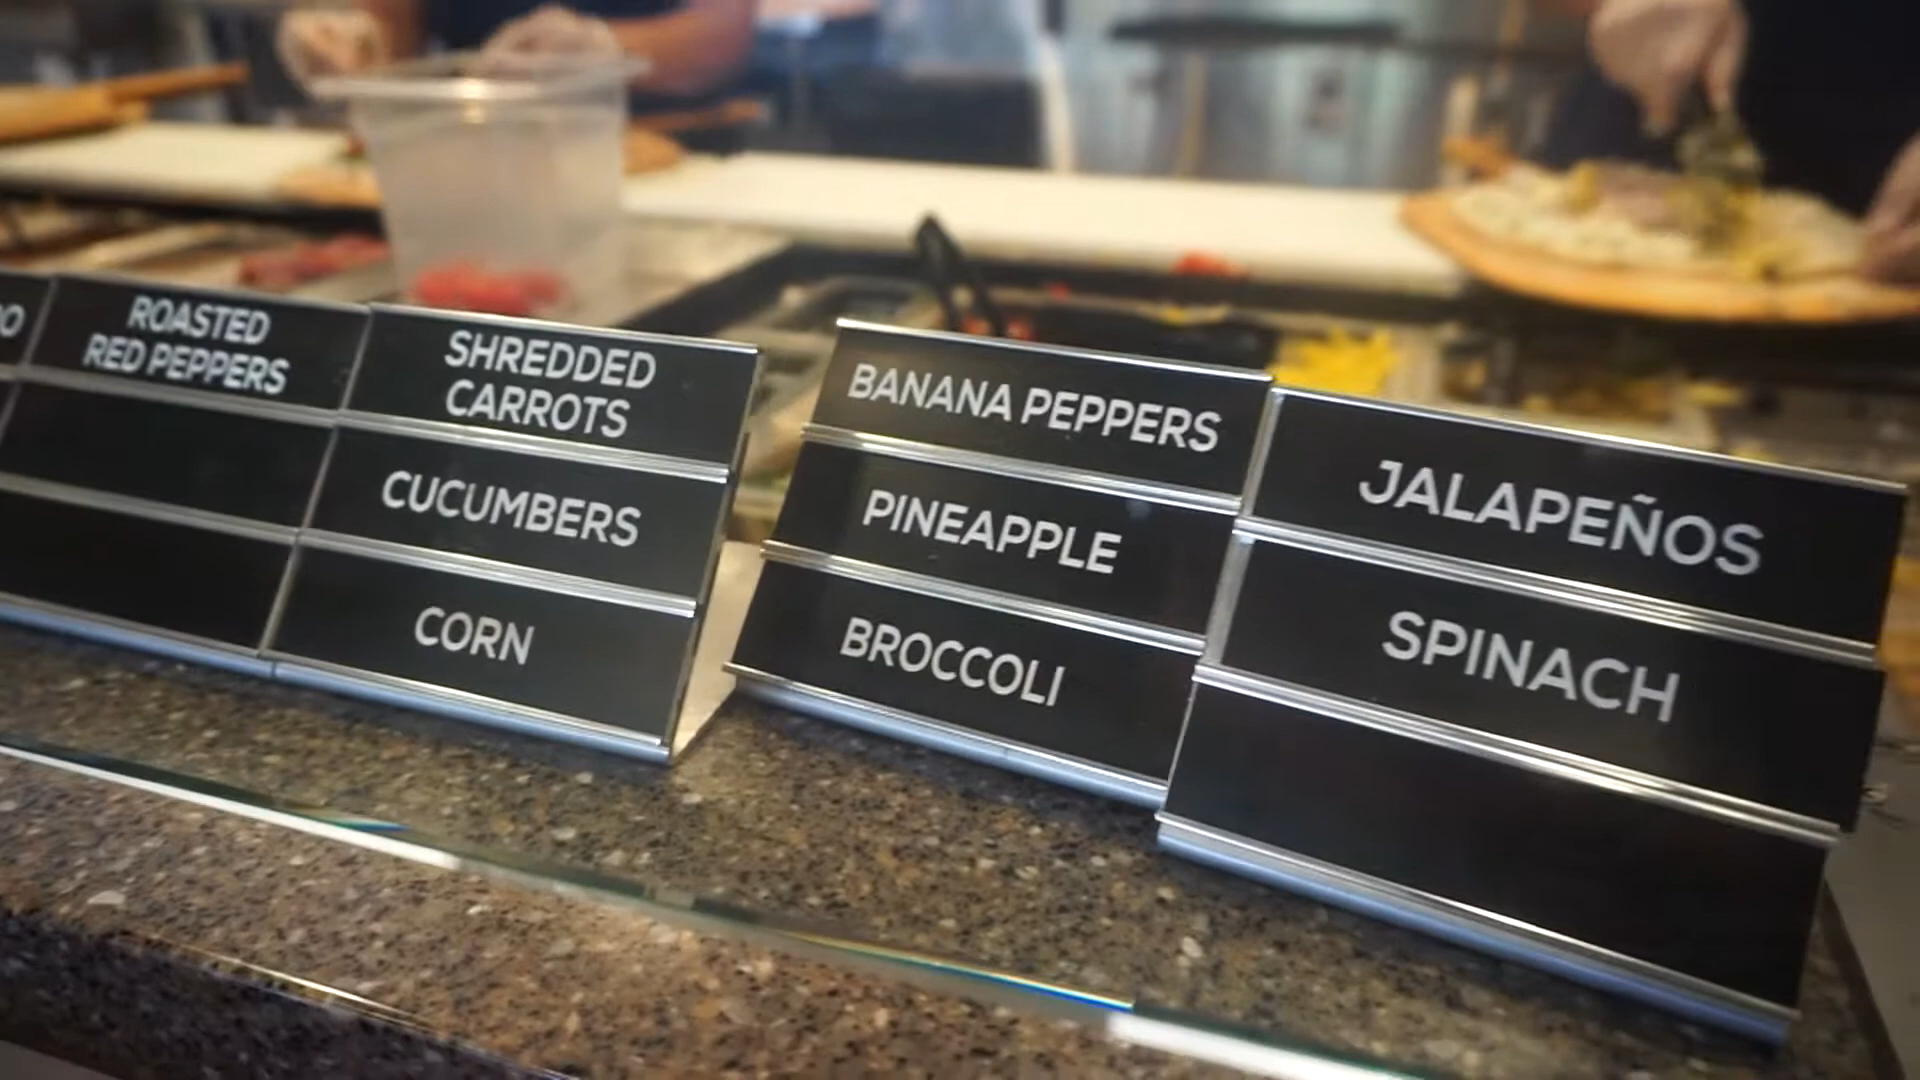 ROASTED
RED PEPPERS
SHREDDED
CARROTS
CUCUMBERS
CORN
BANANA PEPPERS
PINEAPPLE
BROCCOLI
JALAPEÑOS
SPINACH